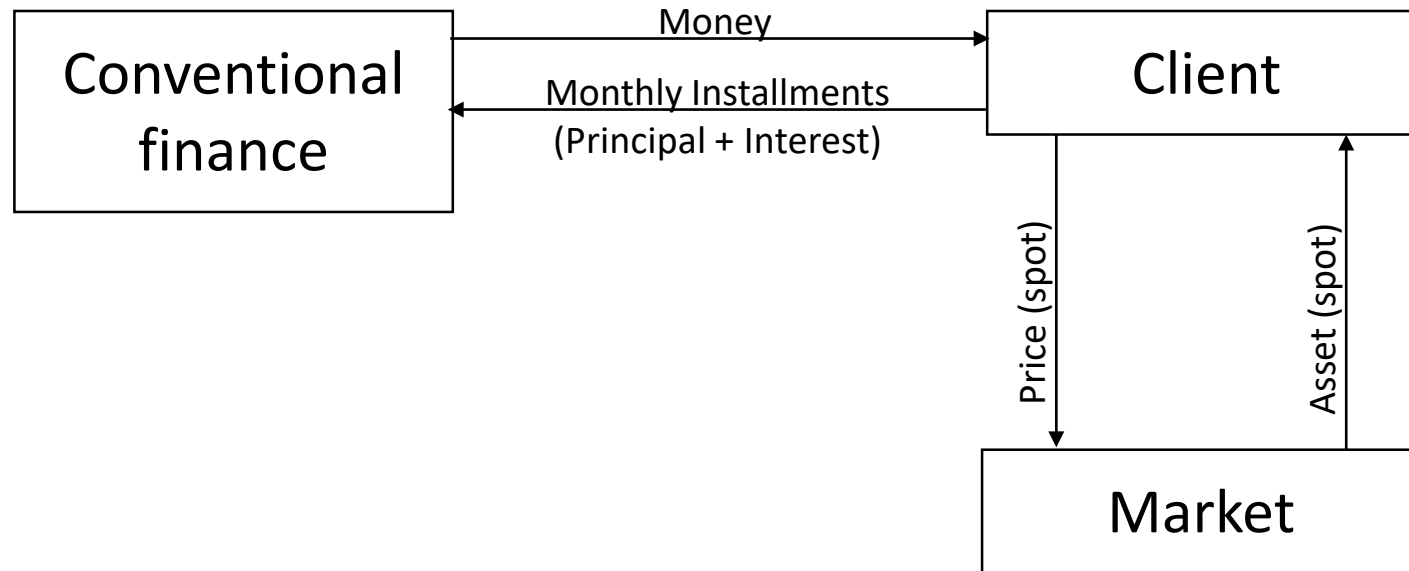 Money
Conventional
finance
Client
Monthly Installments
(Principal + Interest)
Price (spot)
Asset (spot)
Market